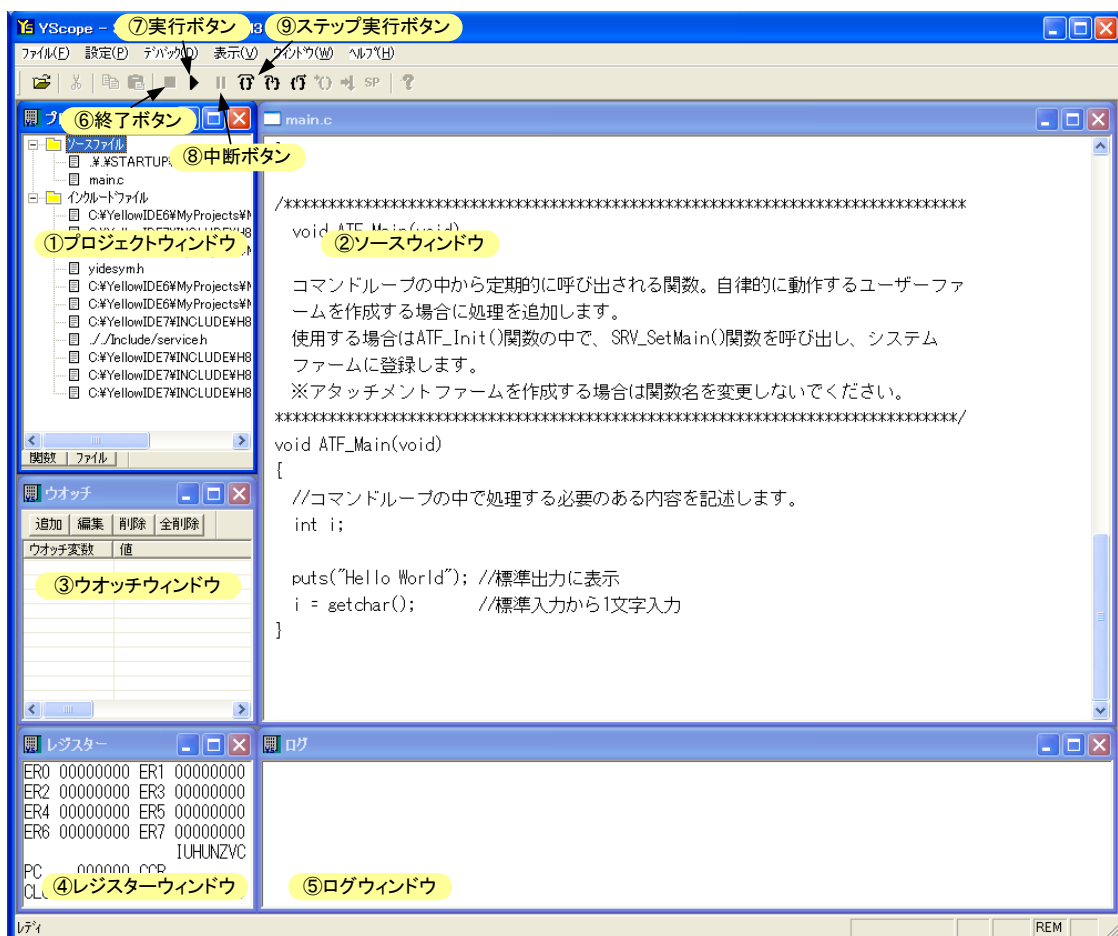 YScope -
⑦実行ボタン
⑨ステップ実行ボタン
ファイル(F) 設定(P) デバック(D) 表示(V) ウインドウ(W) ヘルプ(H)
SP
⑥終了ボタン
⑧中断ボタン
ソースファイル
.¥.¥STARTUP
main.c
インクルードファイル
C:¥YellowIDE6¥MyProjects¥
①プロジェクトウィンドウ
yidesym.h
C:¥YellowIDE6¥MyProjects¥
C:¥YellowIDE6¥MyProjects¥
C:¥YellowIDE7¥INCLUDE¥H8
././Include/service.h
C:¥YellowIDE7¥INCLUDE¥H8
C:¥YellowIDE7¥INCLUDE¥H8
C:¥YellowIDE7¥INCLUDE¥H8
関数 ファイル
main.c
/********************************************************************************
void ATF_Main(void)
②ソースウィンドウ
コマンドループの中から定期的に呼び出される関数。自律的に動作するユーザーファ
ームを作成する場合に処理を追加します。
使用する場合はATF_Init()関数の中で、SRV_SetMain()関数を呼び出し、システム
ファームに登録します。
※アタッチメントファームを作成する場合は関数名を変更しないでください。
********************************************************************************/
void ATF_Main(void)
{
//コマンドループの中で処理する必要のある内容を記述します。
int i;
puts("Hello World"); //標準出力に表示
i = getchar(); //標準入力から1文字入力
}
ウオッチ
追加 編集 削除 全削除
ウオッチ変数 値
③ウオッチウィンドウ
レジスター
ER0 00000000 ER1 00000000
ER2 00000000 ER3 00000000
ER4 00000000 ER5 00000000
ER6 00000000 ER7 00000000
IUHUNZVC
PC 000000 CCR
④レジスターウィンドウ
ログ
⑤ログウィンドウ
レディ
REM